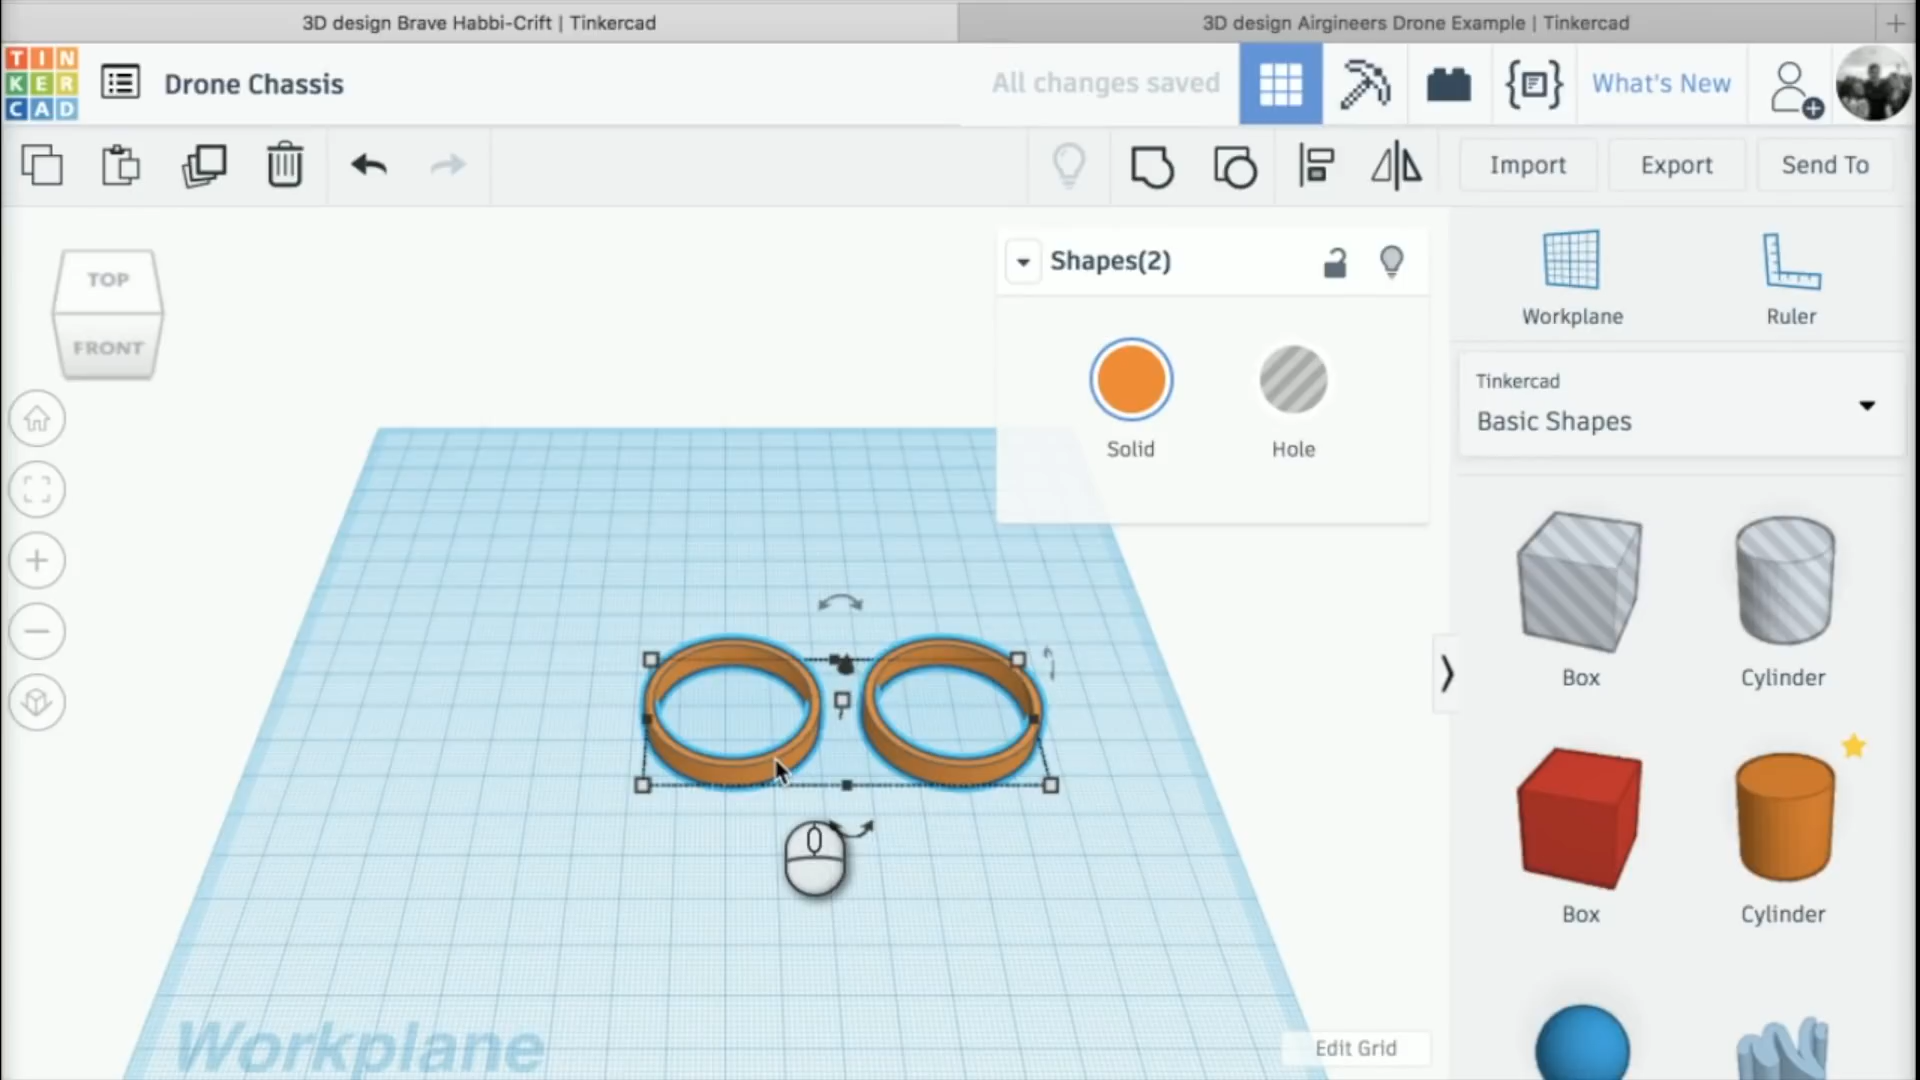 3D design Brave Habbi-Crift | Tinkercad
3D design Airgineers Drone Example | Tinkercad
TIN
KER
CAD
Drone Chassis
All changes saved
What's New
Import
Export
Send To
TOP
FRONT
Shapes(2)
Solid
Hole
Workplane
Ruler
Tinkercad
Basic Shapes
Box
Cylinder
Box
Cylinder
Workplane
Edit Grid